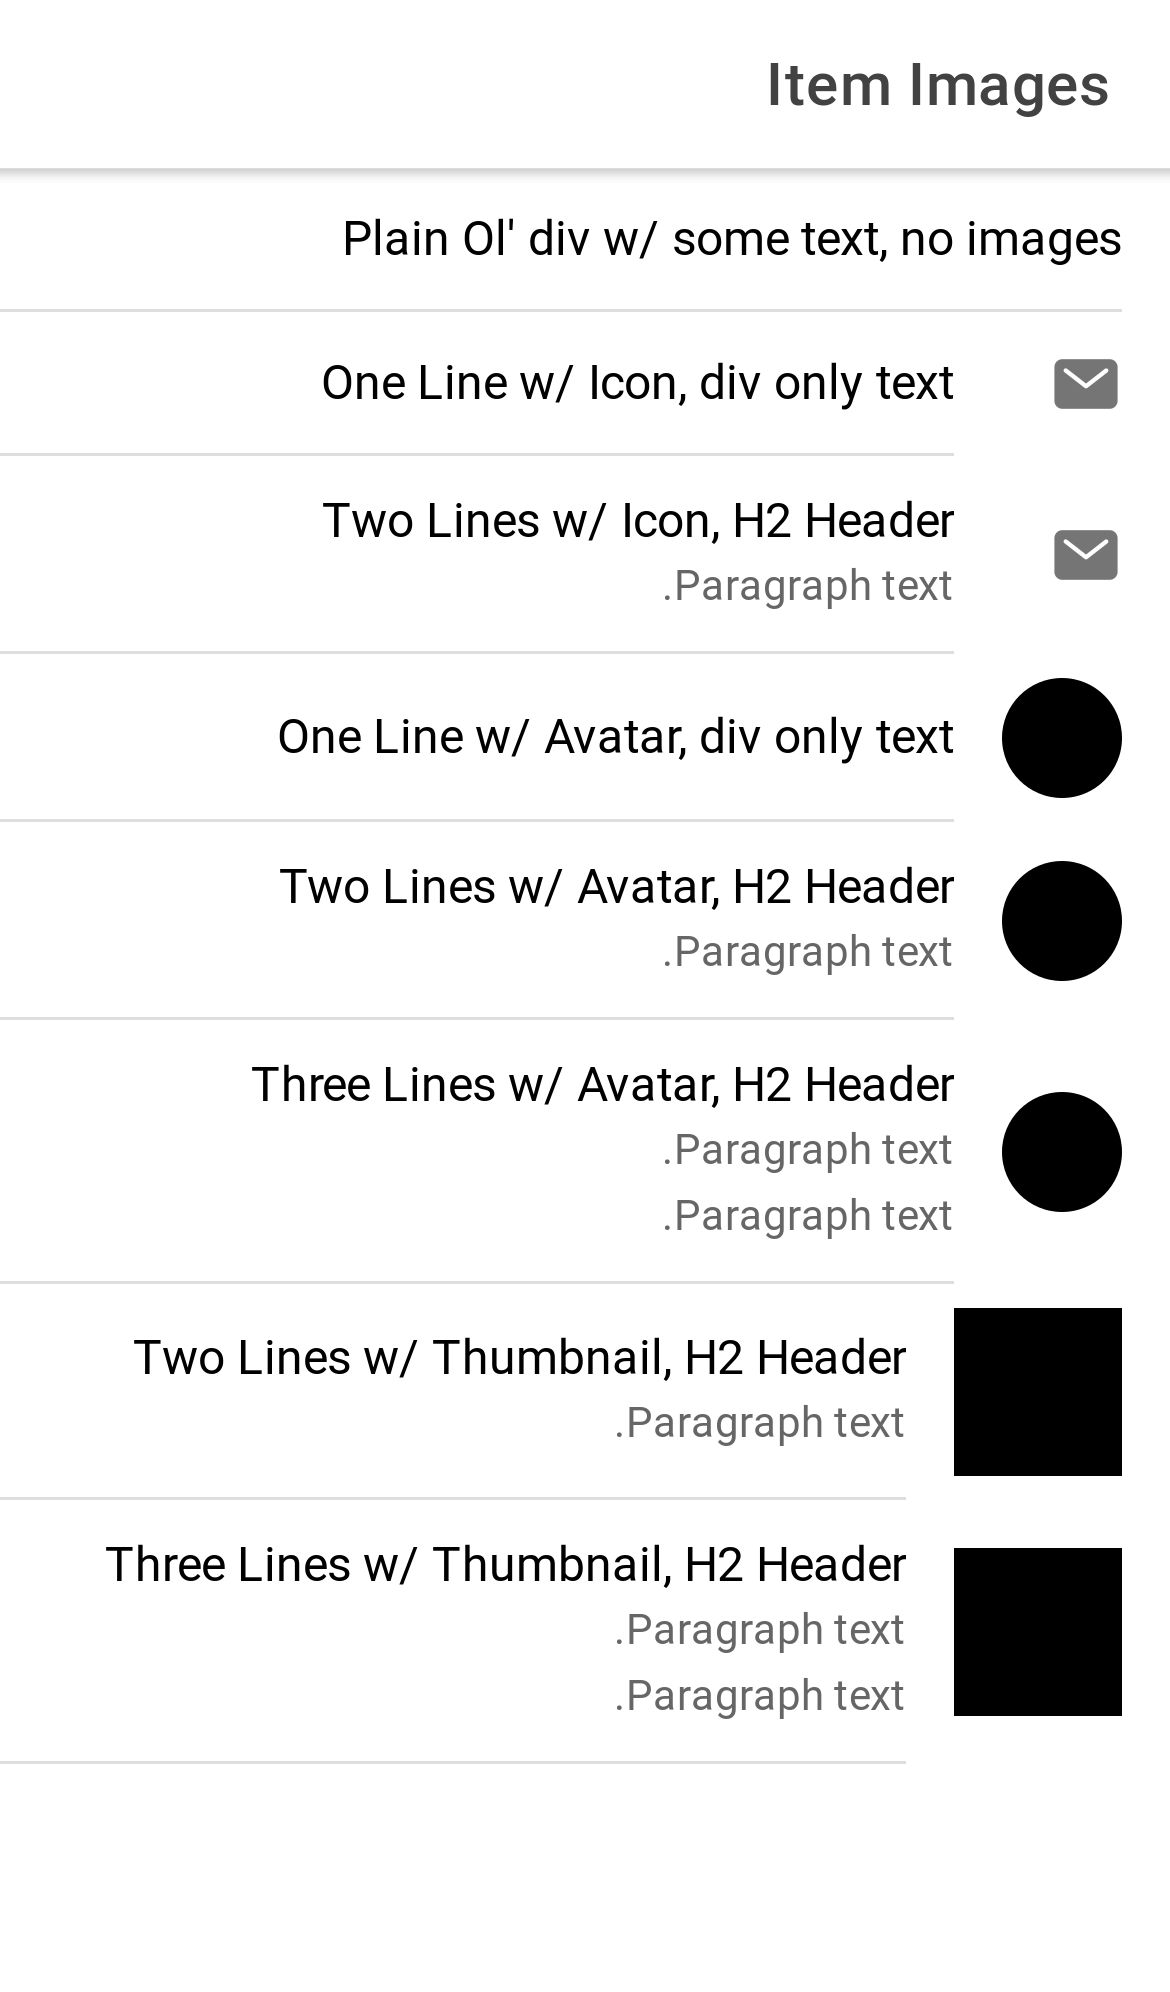 Item Images
Plain Ol' div w/ some text, no images
One Line w/ Icon, div only text
Two Lines w/ Icon, H2 Header
.Paragraph text
One Line w/ Avatar, div only text
Two Lines w/ Avatar, H2 Header
.Paragraph text
Three Lines w/ Avatar, H2 Header
.Paragraph text
.Paragraph text
Two Lines w/ Thumbnail, H2 Header
.Paragraph text
Three Lines w/ Thumbnail, H2 Header
.Paragraph text
.Paragraph text